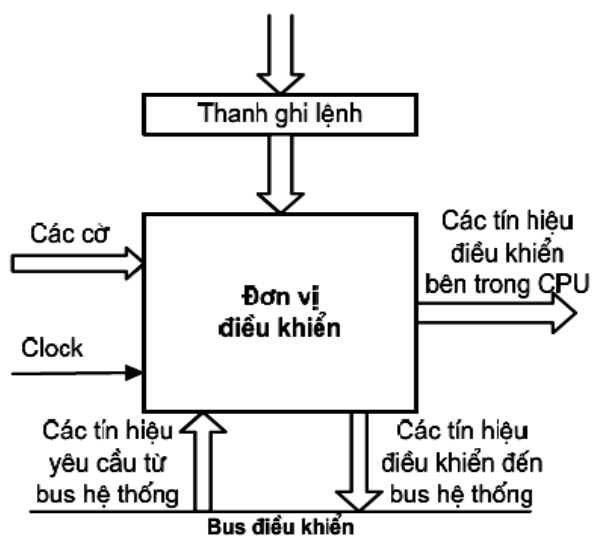 Thanh ghi lệnh
Các cờ
Clock
Đơn vị
điều khiển
Các tín hiệu
điều khiển
bên trong CPU
Các tín hiệu
yêu cầu từ
bus hệ thống
Các tín hiệu
điều khiển đến
bus hệ thống
Bus điều khiển